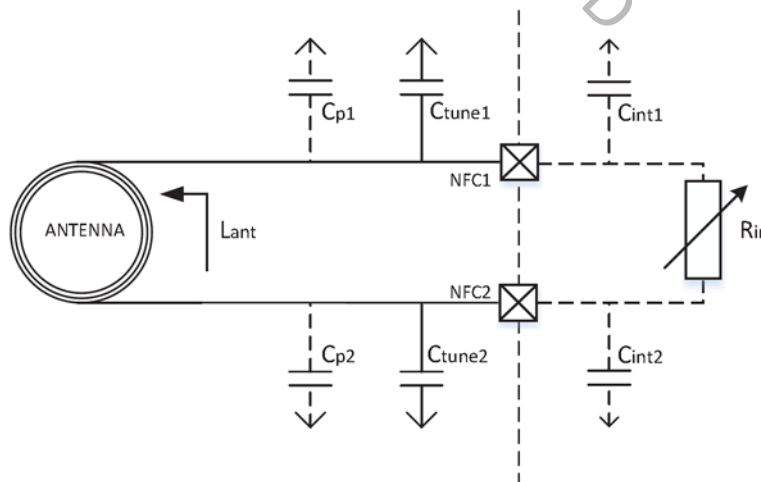 Cp1
Ctune1
Cint1
NFC1
ANTENNA
Lant
NFC2
Cp2
Ctune2
Cint2